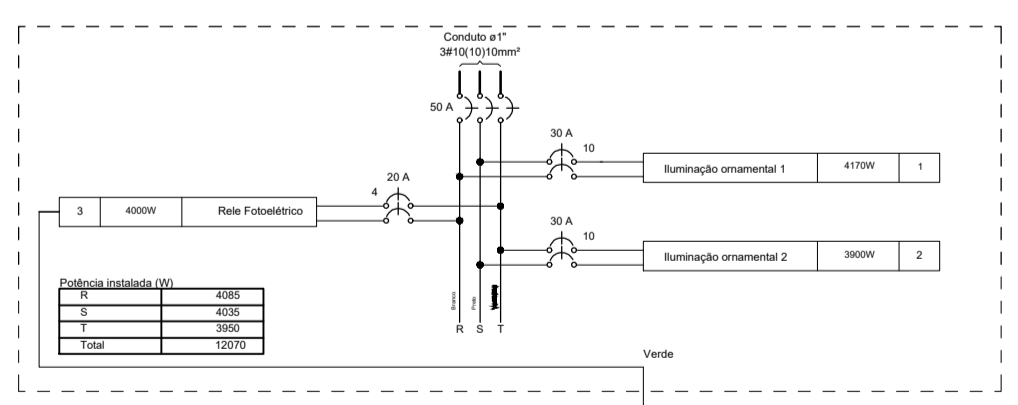 Conduto ø1"
3#10(10)10mm²
50 A
30 A
10
Iluminação ornamental 1 4170W 1
20 A
4
3 4000W Rele Fotoelétrico
30 A
10
Iluminação ornamental 2 3900W 2
Potência instalada (W)
R 4085
S 4035
T 3950
Total 12070
Branco
Preto
R S T
Verde